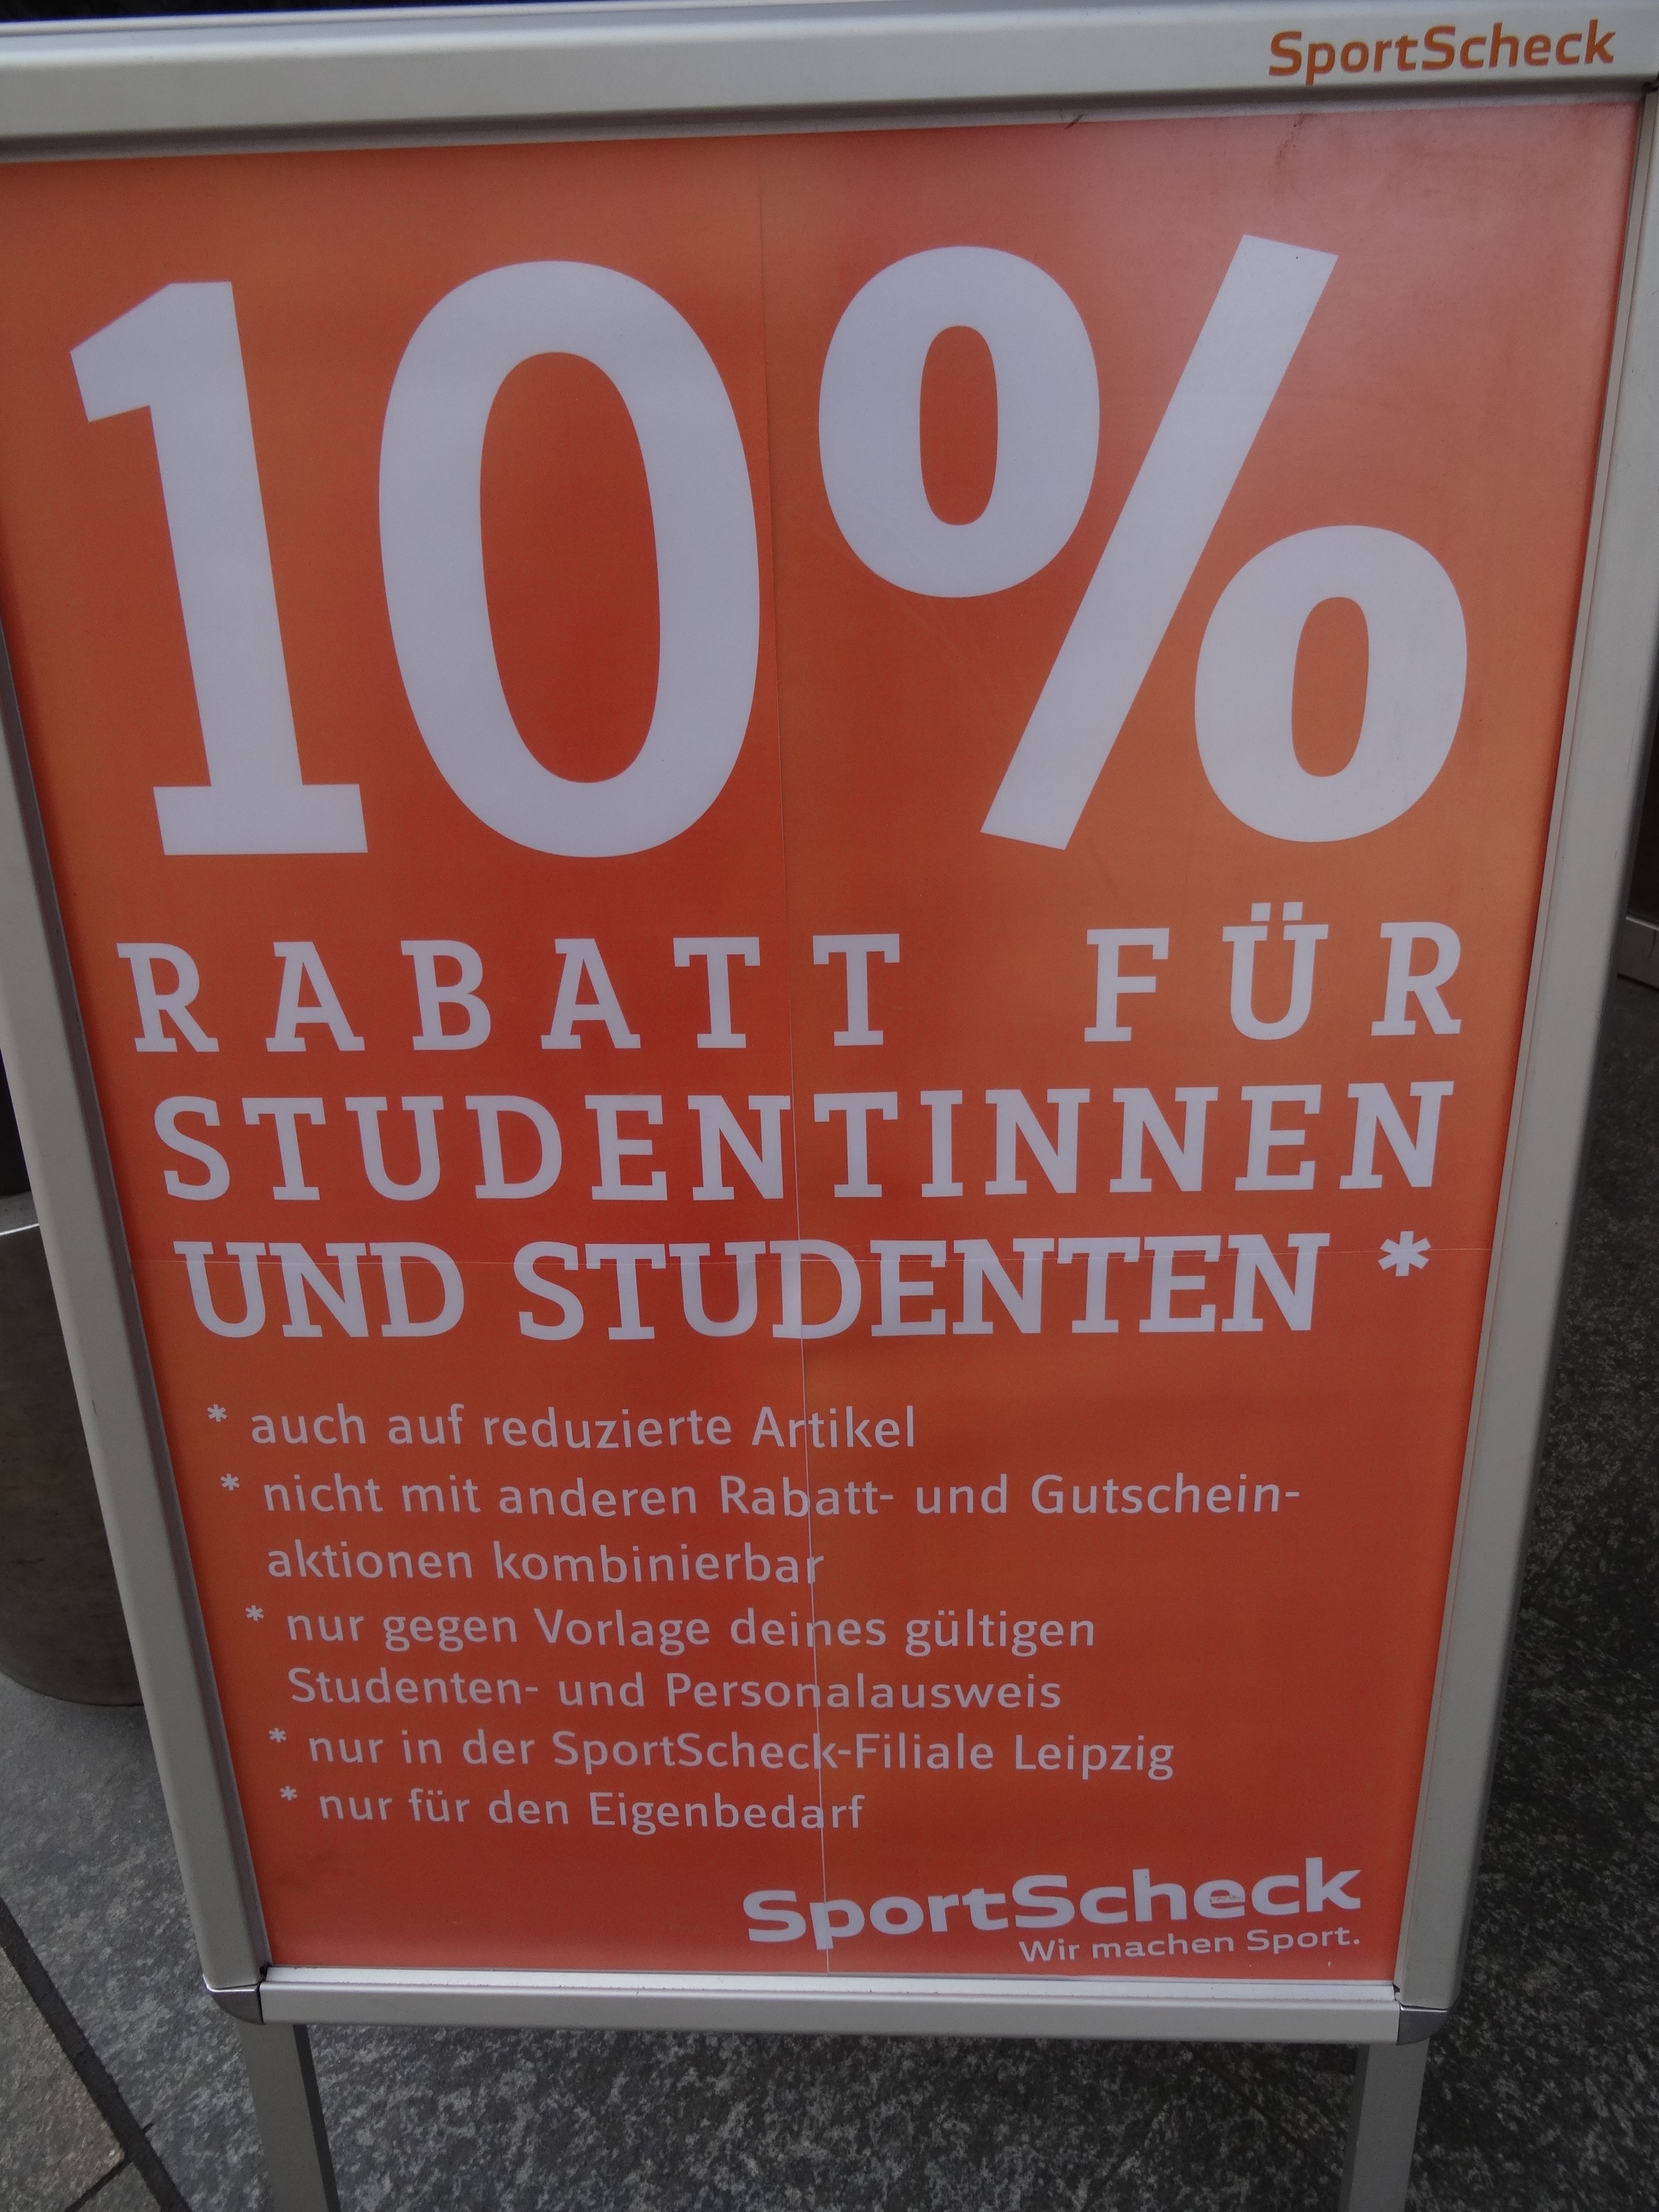 SportScheck
10%
RABATT FÜR
STUDENTINNEN
UND STUDENTEN *
* auch auf reduzierte Artikel
* nicht mit anderen Rabatt- und Gutschein-
aktionen kombinierbar
* nur gegen Vorlage deines gültigen
Studenten- und Personalausweis
* nur in der SportScheck-Filiale Leipzig
* nur für den Eigenbedarf
SportScheck
Wir machen Sport.